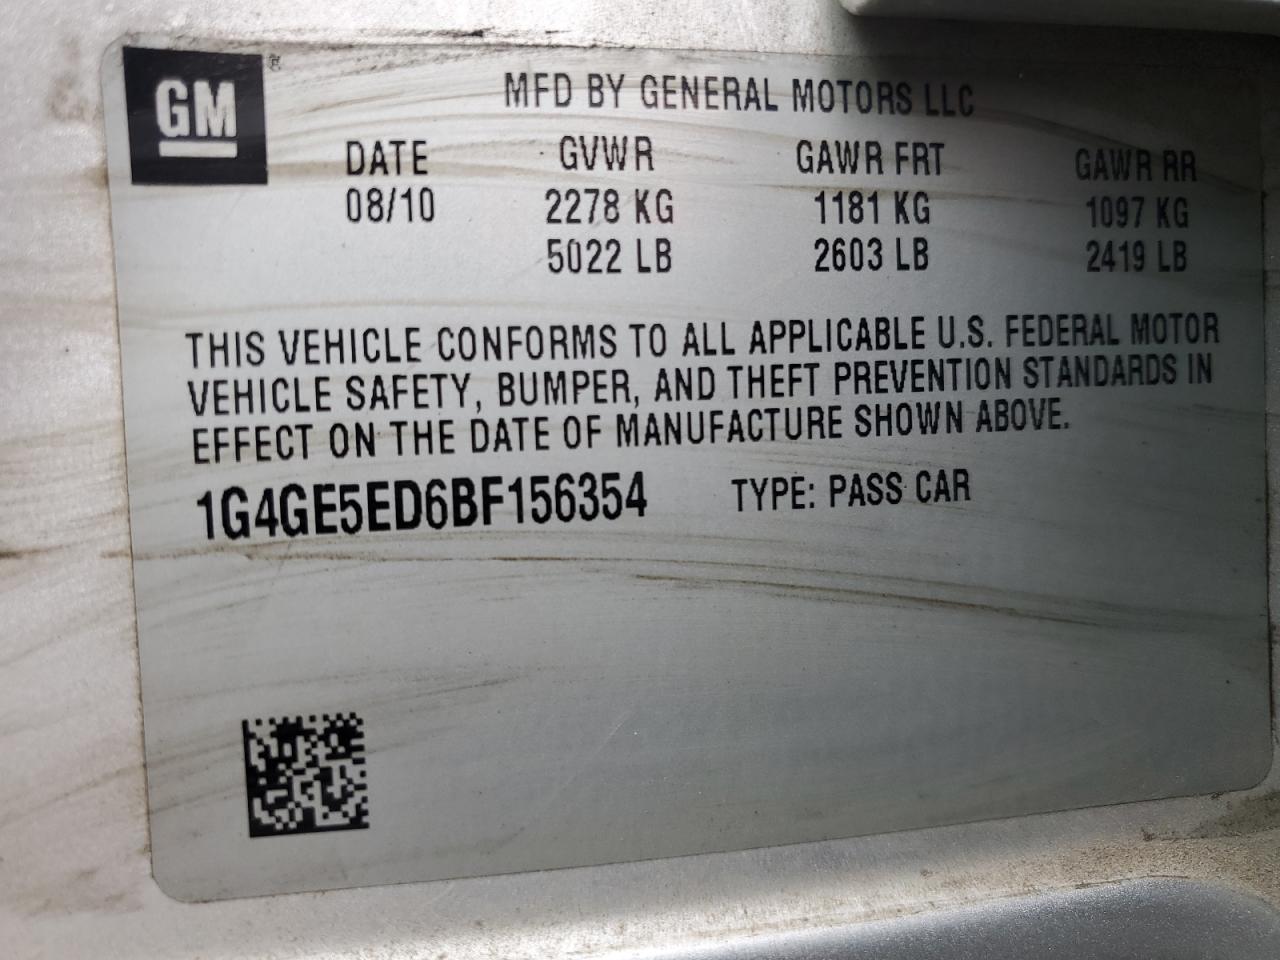 GM
MFD BY GENERAL MOTORS LLC
DATE GVWR GAWR FRT GAWR RR
08/10 2278 KG 1181 KG 1097 KG
5022 LB 2603 LB 2419 LB
THIS VEHICLE CONFORMS TO ALL APPLICABLE U.S. FEDERAL MOTOR
VEHICLE SAFETY, BUMPER, AND THEFT PREVENTION STANDARDS IN
EFFECT ON THE DATE OF MANUFACTURE SHOWN ABOVE.
1G4GE5ED6BF156354 TYPE: PASS CAR